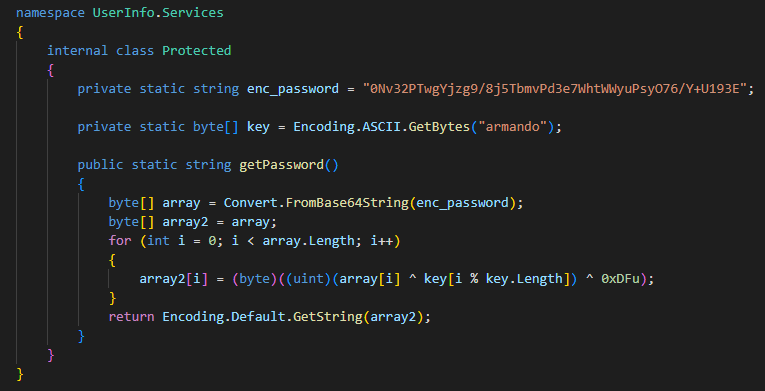 namespace UserInfo.Services
{
internal class Protected
{
private static string enc_password = "0Nv32PTwgYjzg9/8j5TbmvPd3e7WhtWWyuPsyO76/Y+U193E";
private static byte[] key = Encoding.ASCII.GetBytes("armando");
public static string getPassword()
{
byte[] array = Convert.FromBase64String(enc_password);
byte[] array2 = array;
for (int i = 0; i < array.Length; i++)
{
array2[i] = (byte)((uint)(array[i] ^ key[i % key.Length]) ^ 0xDFu);
}
return Encoding.Default.GetString(array2);
}
}
}